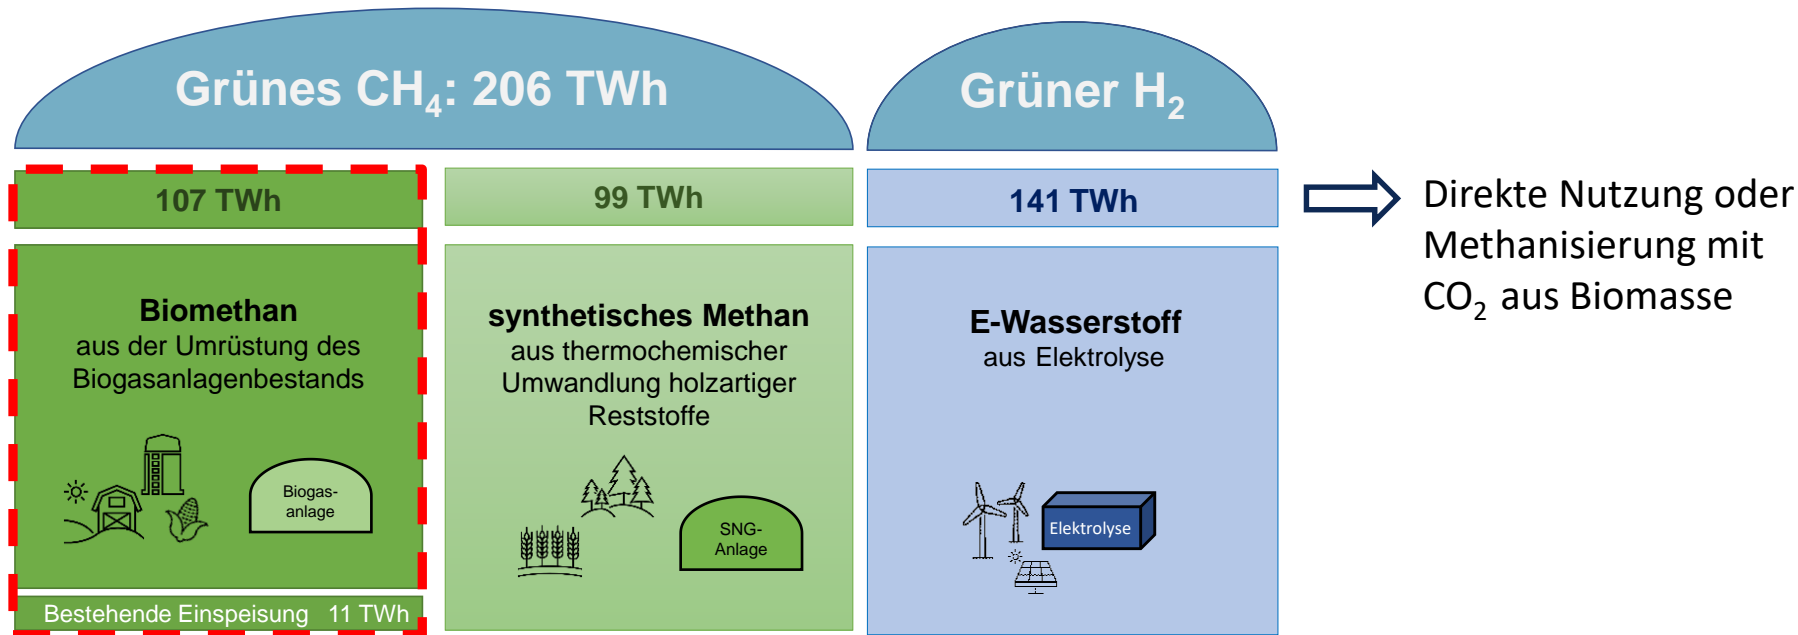 Grünes CH₄: 206 TWh
Grüner H₂
107 TWh
99 TWh
141 TWh
Direkte Nutzung oder
Methanisierung mit
CO₂ aus Biomasse
Biomethan
aus der Umrüstung des
Biogasanlagenbestands
Biogas-
anlage
Bestehende Einspeisung 11 TWh
synthetisches Methan
aus thermochemischer
Umwandlung holzartiger
Reststoffe
SNG-
Anlage
E-Wasserstoff
aus Elektrolyse
Elektrolyse